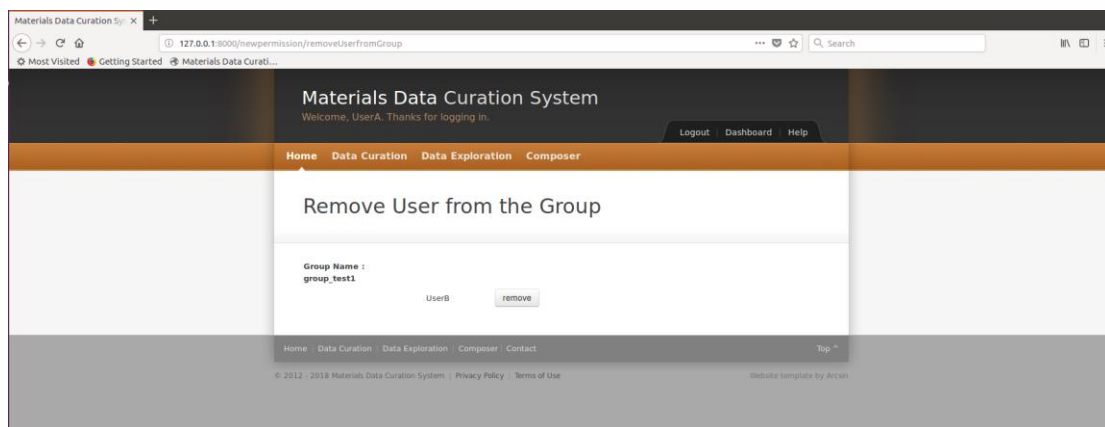 Materials Data Curation Sy
127.0.0.1:8000/newpermission/removeUserfromGroup
Search
Most Visited Getting Started Materials Data Curati...
Materials Data Curation System
Welcome, UserA. Thanks for logging in.
Logout | Dashboard | Help
Home Data Curation Data Exploration Composer
Remove User from the Group
Group Name :
group_test1
UserB remove
Home | Data Curation | Data Exploration | Composer | Contact Top ^
© 2012 - 2018 Materials Data Curation System | Privacy Policy | Terms of Use Website template by Arcsin